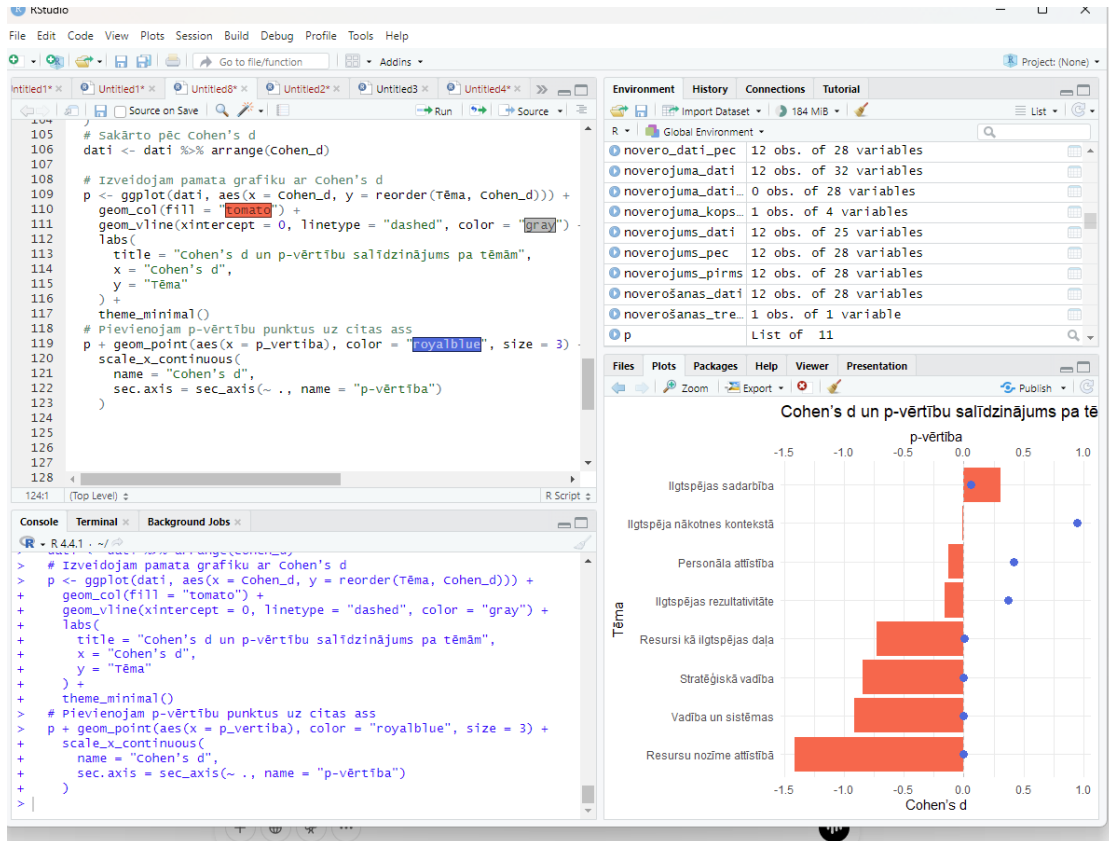 RStudio
File Edit Code View Plots Session Build Debug Profile Tools Help
Go to file/function Addins Project: (None)
ntitled1* Untitled1* Untitled8* Untitled2* Untitled3 Untitled4*
Source on Save Run Source
104 )
105 # Sakārto pēc Cohen's d
106 dati <- dati %>% arrange(Cohen_d)
107
108 # Izveidojam pamata grafiku ar Cohen's d
109 p <- ggplot(dati, aes(x = Cohen_d, y = reorder(Tēma, Cohen_d))) +
110 geom_col(fill = "tomato") +
111 geom_vline(xintercept = 0, linetype = "dashed", color = "gray")
112 labs(
113 title = "Cohen's d un p-vērtību salīdzinājums pa tēmām",
114 x = "Cohen's d",
115 y = "Tēma"
116 ) +
117 theme_minimal()
118 # Pievienojam p-vērtību punktus uz citas ass
119 p + geom_point(aes(x = p_vertiba), color = "royalblue", size = 3)
120 scale_x_continuous(
121 name = "Cohen's d",
122 sec.axis = sec_axis(~ ., name = "p-vērtība")
123 )
124
125
126
127
128
124:1 (Top Level) R Script
Console Terminal Background Jobs
R 4.4.1 · ~/
> dati <- dati %>% arrange(Cohen_d)
> # Izveidojam pamata grafiku ar Cohen's d
> p <- ggplot(dati, aes(x = Cohen_d, y = reorder(Tēma, Cohen_d))) +
+ geom_col(fill = "tomato") +
+ geom_vline(xintercept = 0, linetype = "dashed", color = "gray") +
+ labs(
+ title = "Cohen's d un p-vērtību salīdzinājums pa tēmām",
+ x = "Cohen's d",
+ y = "Tēma"
+ ) +
+ theme_minimal()
> # Pievienojam p-vērtību punktus uz citas ass
> p + geom_point(aes(x = p_vertiba), color = "royalblue", size = 3) +
+ scale_x_continuous(
+ name = "Cohen's d",
+ sec.axis = sec_axis(~ ., name = "p-vērtība")
+ )
>
Environment History Connections Tutorial
Import Dataset 184 MiB List
R Global Environment
novero_dati_pec 12 obs. of 28 variables
noverojuma_dati 12 obs. of 32 variables
noverojuma_dati… 0 obs. of 28 variables
noverojuma_kops… 1 obs. of 4 variables
noverojums_dati 12 obs. of 25 variables
noverojums_pec 12 obs. of 28 variables
noverojums_pirms 12 obs. of 28 variables
noverošanas_dati 12 obs. of 28 variables
noverošanas_tre… 1 obs. of 1 variable
p List of 11
Files Plots Packages Help Viewer Presentation
Zoom Export Publish
Cohen's d un p-vērtību salīdzinājums pa tē
p-vērtība
-1.5 -1.0 -0.5 0.0 0.5 1.0
Tēma
Ilgtspējas sadarbība
Ilgtspēja nākotnes kontekstā
Personāla attīstība
Ilgtspējas rezultativitāte
Resursi kā ilgtspējas daļa
Stratēģiskā vadība
Vadība un sistēmas
Resursu nozīme attīstībā
-1.5 -1.0 -0.5 0.0 0.5 1.0
Cohen's d